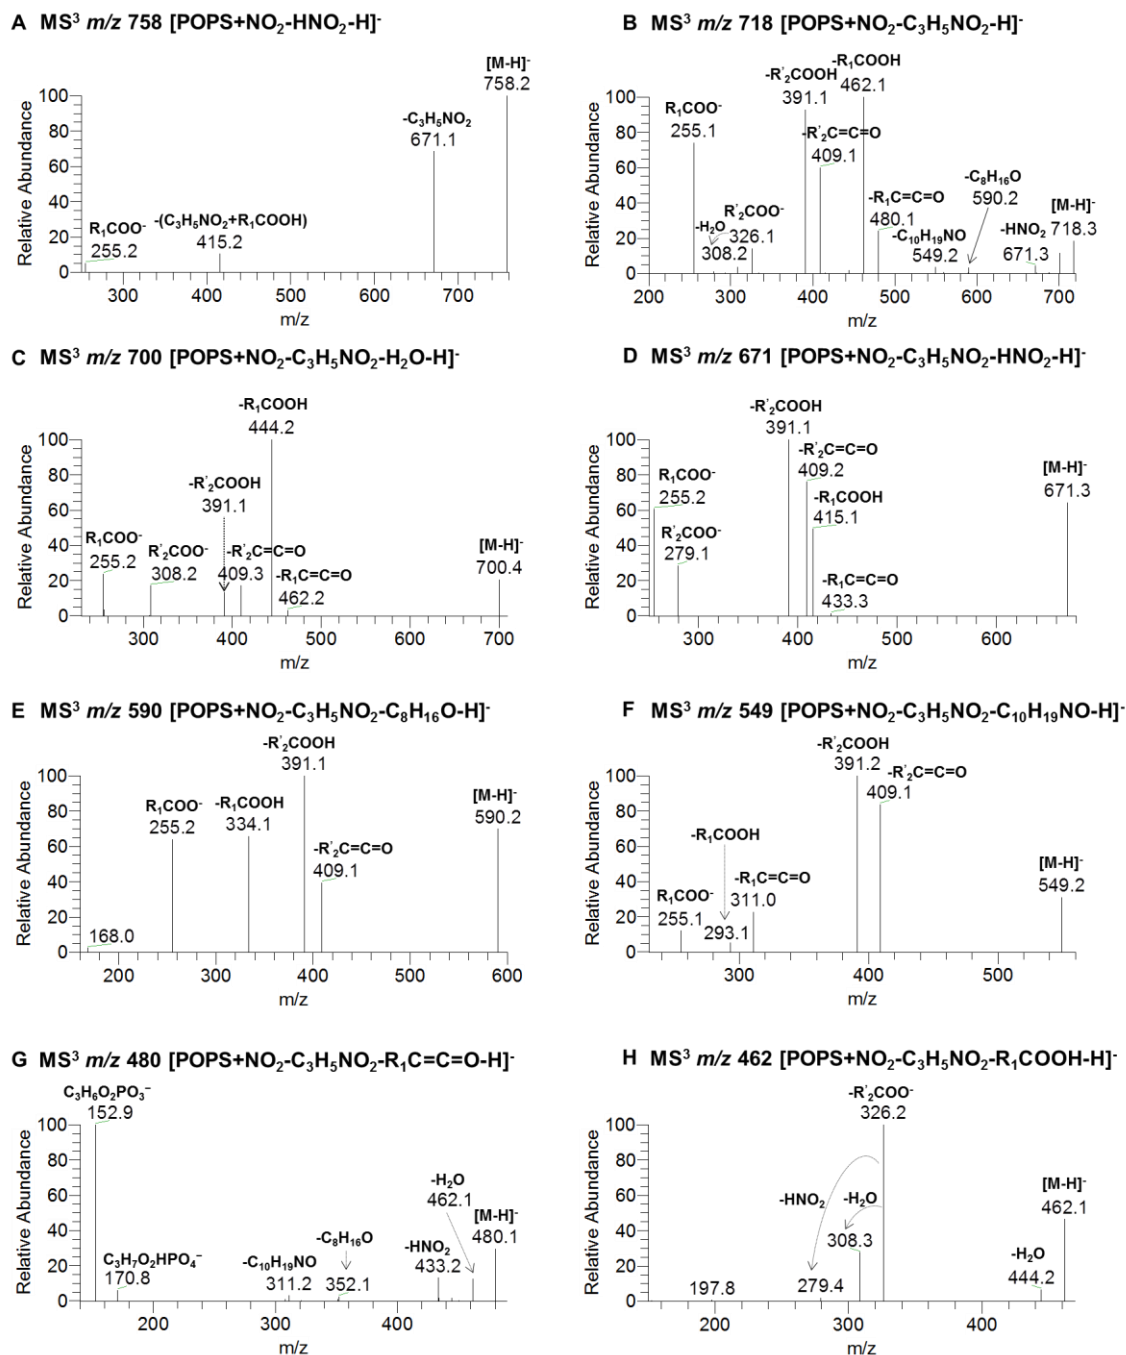 A MS³ m/z 758 [POPS+NO₂-HNO₂-H]⁻
[M-H]⁻
758.2
-C₃H₅NO₂
671.1
-(C₃H₅NO₂+R₁COOH)
415.2
R₁COO⁻
255.2
Relative Abundance
100
80
60
40
20
0
300 400 500 600 700
m/z
B MS³ m/z 718 [POPS+NO₂-C₃H₅NO₂-H]⁻
-R₁COOH
462.1
-R'₂COOH
391.1
R₁COO⁻
255.1
-R'₂C=C=O
409.1
-C₈H₁₆O
590.2
-R₁C=C=O
480.1
R'₂COO⁻
326.1
-H₂O
308.2
-C₁₀H₁₉NO
549.2
-HNO₂
671.3
[M-H]⁻
718.3
Relative Abundance
100
80
60
40
20
0
200 300 400 500 600 700
m/z
C MS³ m/z 700 [POPS+NO₂-C₃H₅NO₂-H₂O-H]⁻
-R₁COOH
444.2
-R'₂COOH
391.1
R₁COO⁻
255.2
R'₂COO⁻
308.2
-R'₂C=C=O
409.3
-R₁C=C=O
462.2
[M-H]⁻
700.4
Relative Abundance
100
80
60
40
20
0
300 400 500 600 700
m/z
D MS³ m/z 671 [POPS+NO₂-C₃H₅NO₂-HNO₂-H]⁻
-R'₂COOH
391.1
-R'₂C=C=O
409.2
R₁COO⁻
255.2
-R₁COOH
415.1
[M-H]⁻
671.3
R'₂COO⁻
279.1
-R₁C=C=O
433.3
Relative Abundance
100
80
60
40
20
0
300 400 500 600
m/z
E MS³ m/z 590 [POPS+NO₂-C₃H₅NO₂-C₈H₁₆O-H]⁻
-R'₂COOH
391.1
R₁COO⁻
255.2
-R₁COOH
334.1
[M-H]⁻
590.2
-R'₂C=C=O
409.1
168.0
Relative Abundance
100
80
60
40
20
0
200 300 400 500 600
m/z
F MS³ m/z 549 [POPS+NO₂-C₃H₅NO₂-C₁₀H₁₉NO-H]⁻
-R'₂COOH
391.2
-R'₂C=C=O
409.1
-R₁COOH
293.1
-R₁C=C=O
311.0
R₁COO⁻
255.1
[M-H]⁻
549.2
Relative Abundance
100
80
60
40
20
0
300 400 500
m/z
G MS³ m/z 480 [POPS+NO₂-C₃H₅NO₂-R₁C=C=O-H]⁻
C₃H₆O₂PO₃⁻
152.9
-H₂O
462.1
[M-H]⁻
480.1
-C₈H₁₆O
352.1
-HNO₂
433.2
C₃H₇O₂HPO₄⁻
170.8
-C₁₀H₁₉NO
311.2
Relative Abundance
100
80
60
40
20
0
200 300 400
m/z
H MS³ m/z 462 [POPS+NO₂-C₃H₅NO₂-R₁COOH-H]⁻
-R'₂COO⁻
326.2
-HNO₂
279.4
-H₂O
308.3
[M-H]⁻
462.1
-H₂O
444.2
197.8
Relative Abundance
100
80
60
40
20
0
200 300 400
m/z